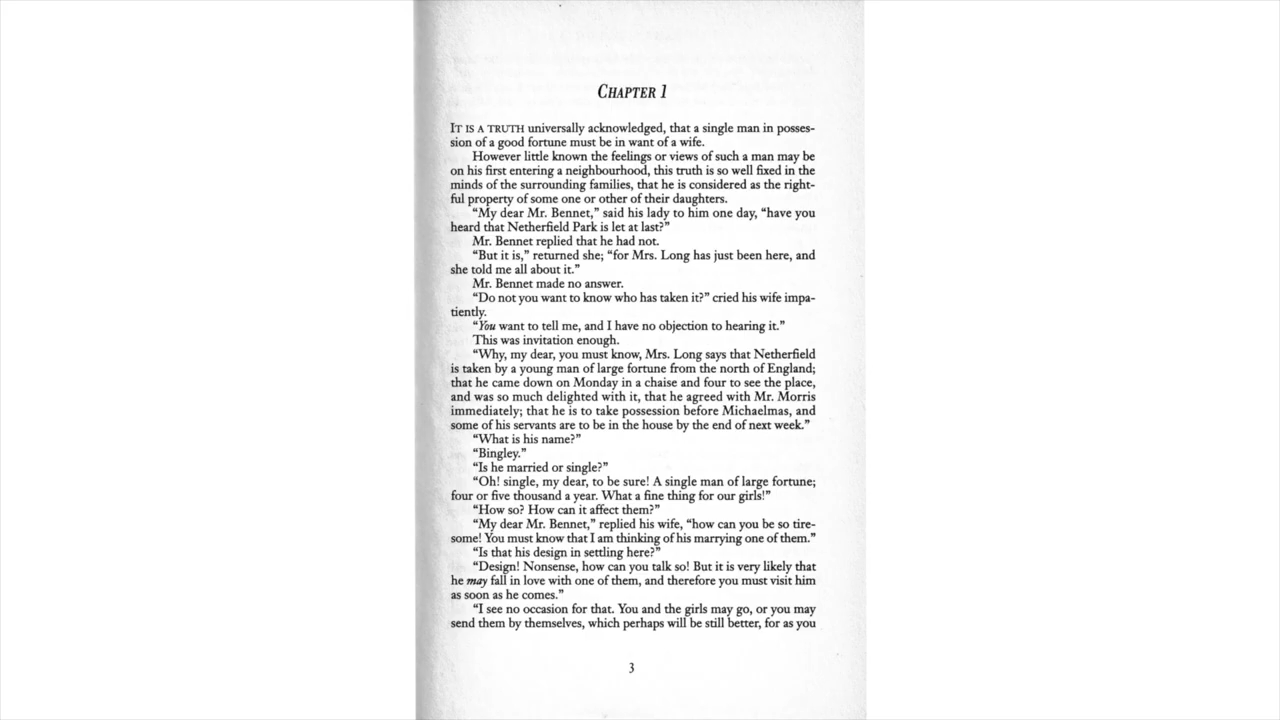 CHAPTER 1
IT IS A TRUTH universally acknowledged, that a single man in posses-
sion of a good fortune must be in want of a wife.
However little known the feelings or views of such a man may be
on his first entering a neighbourhood, this truth is so well fixed in the
minds of the surrounding families, that he is considered as the right-
ful property of some one or other of their daughters.
“My dear Mr. Bennet,” said his lady to him one day, “have you
heard that Netherfield Park is let at last?”
Mr. Bennet replied that he had not.
“But it is,” returned she; “for Mrs. Long has just been here, and
she told me all about it.”
Mr. Bennet made no answer.
“Do not you want to know who has taken it?” cried his wife impa-
tiently.
“You want to tell me, and I have no objection to hearing it.”
This was invitation enough.
“Why, my dear, you must know, Mrs. Long says that Netherfield
is taken by a young man of large fortune from the north of England;
that he came down on Monday in a chaise and four to see the place,
and was so much delighted with it, that he agreed with Mr. Morris
immediately; that he is to take possession before Michaelmas, and
some of his servants are to be in the house by the end of next week.”
“What is his name?”
“Bingley.”
“Is he married or single?”
“Oh! single, my dear, to be sure! A single man of large fortune;
four or five thousand a year. What a fine thing for our girls!”
“How so? How can it affect them?”
“My dear Mr. Bennet,” replied his wife, “how can you be so tire-
some! You must know that I am thinking of his marrying one of them.”
“Is that his design in settling here?”
“Design! Nonsense, how can you talk so! But it is very likely that
he may fall in love with one of them, and therefore you must visit him
as soon as he comes.”
“I see no occasion for that. You and the girls may go, or you may
send them by themselves, which perhaps will be still better, for as you
3